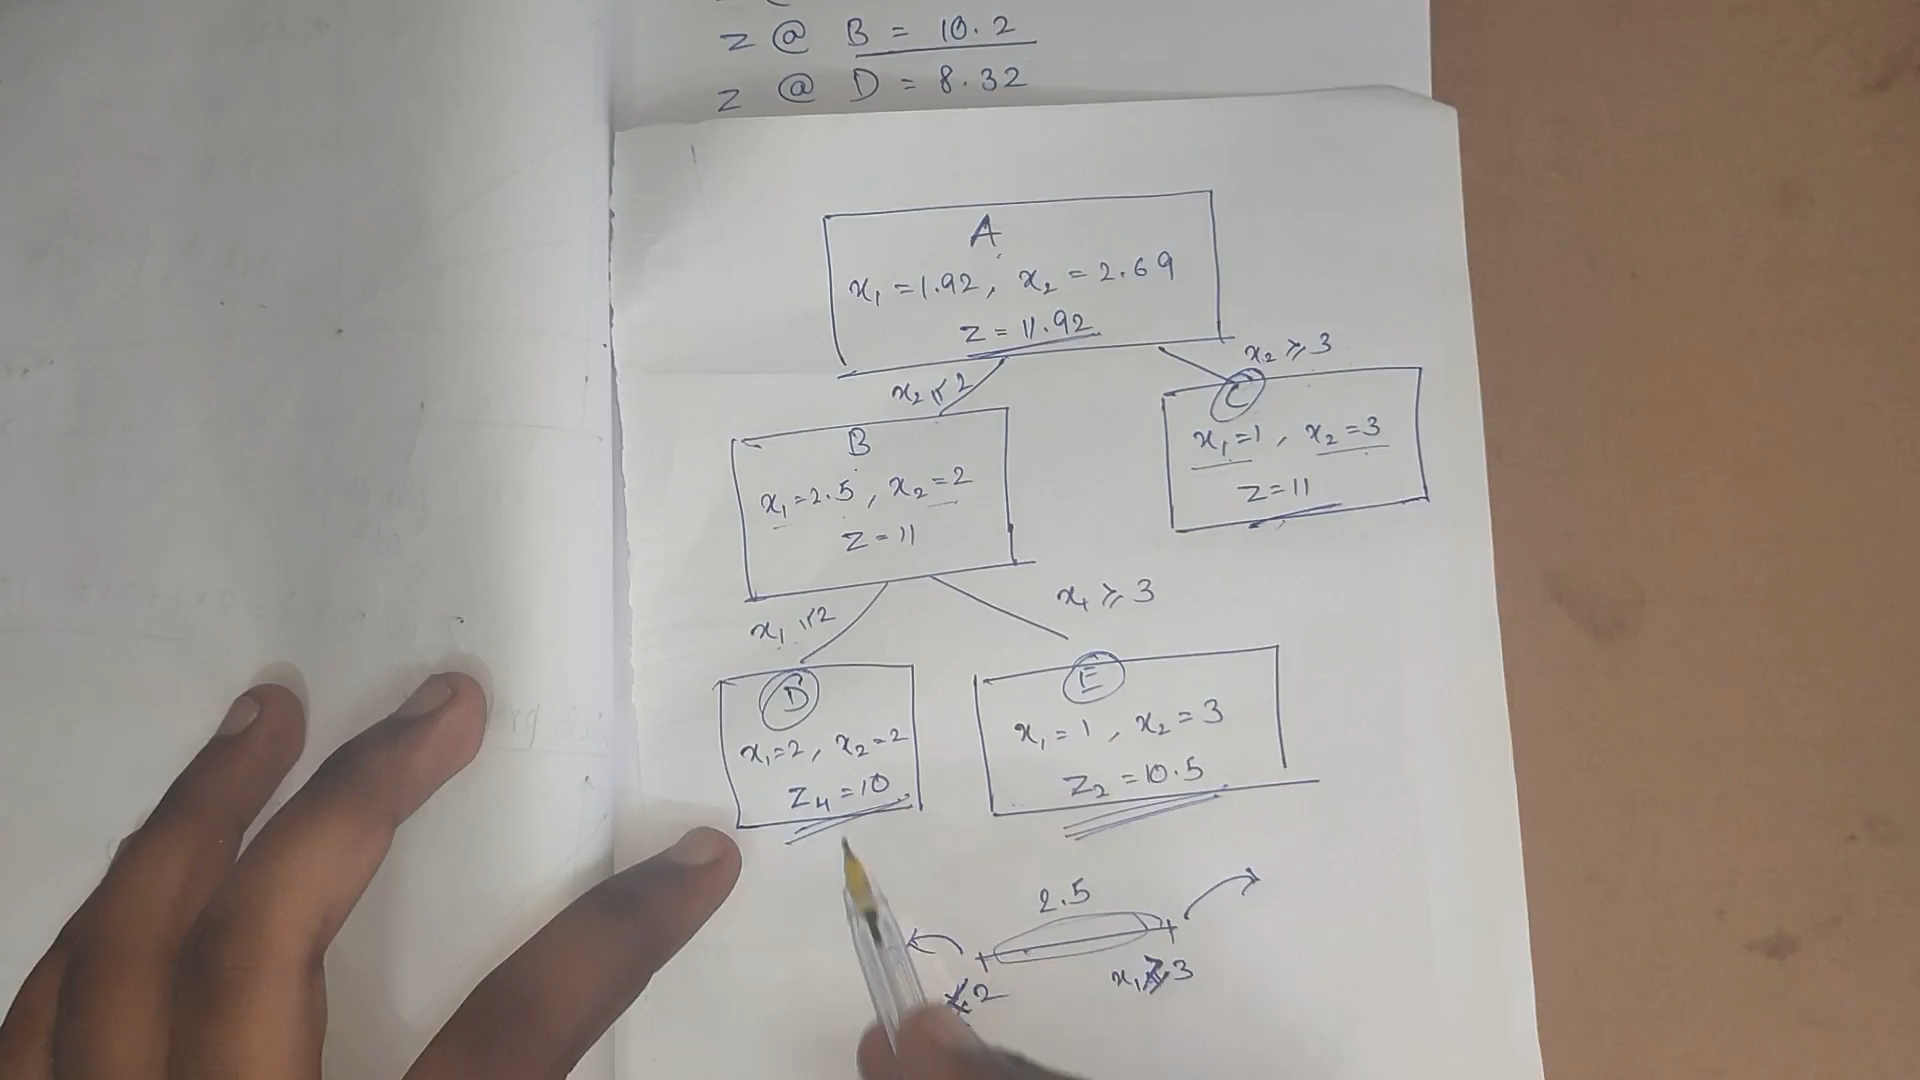 z @ B = 10.2
z @ D = 8.32
A
x₁ = 1.92, x₂ = 2.69
Z = 11.92
x₂ ≤ 2
x₂ ≥ 3
B
x₁ = 2.5, x₂ = 2
Z = 11
C
x₁ = 1, x₂ = 3
Z = 11
x₁ ≤ 2
x₁ ≥ 3
D
x₁ = 2, x₂ = 2
Z₄ = 10
E
x₁ = 1, x₂ = 3
Z₂ = 10.5
2.5
2
x₁ ≥ 3